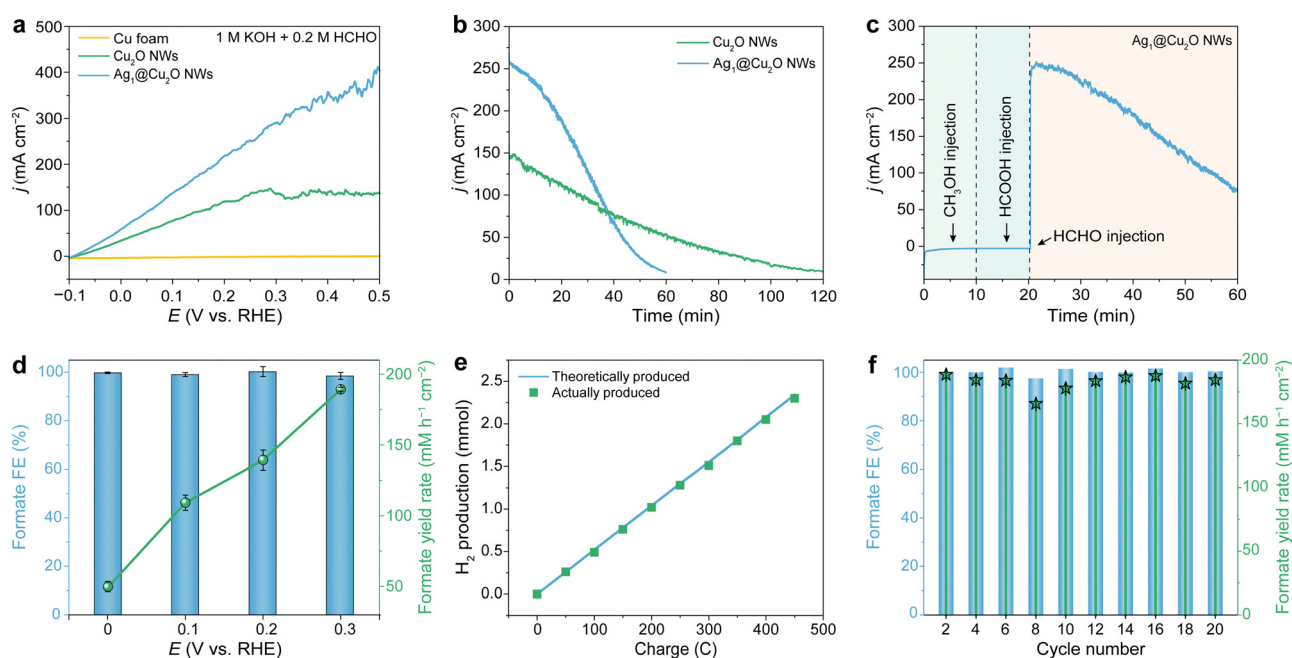 a
500
400
300
200
100
0
j (mA cm⁻²)
Cu foam
Cu₂O NWs
Ag₁@Cu₂O NWs
1 M KOH + 0.2 M HCHO
−0.1 0.0 0.1 0.2 0.3 0.4 0.5
E (V vs. RHE)
b
300
250
200
150
100
50
0
j (mA cm⁻²)
Cu₂O NWs
Ag₁@Cu₂O NWs
0 20 40 60 80 100 120
Time (min)
c
300
250
225
150
75
0
j (mA cm⁻²)
Ag₁@Cu₂O NWs
CH₃OH injection
HCOOH injection
HCHO injection
0 10 20 30 40 50 60
Time (min)
d
100
80
60
40
20
0
Formate FE (%)
200
150
100
50
Formate yield rate (mM h⁻¹ cm⁻²)
0 0.1 0.2 0.3
E (V vs. RHE)
e
2.5
2.0
1.5
1.0
0.5
0.0
H₂ production (mmol)
Theoretically produced
Actually produced
0 100 200 300 400 500
Charge (C)
f
100
80
60
40
20
0
Formate FE (%)
200
160
120
80
40
0
Formate yield rate (mM h⁻¹ cm⁻²)
2 4 6 8 10 12 14 16 18 20
Cycle number